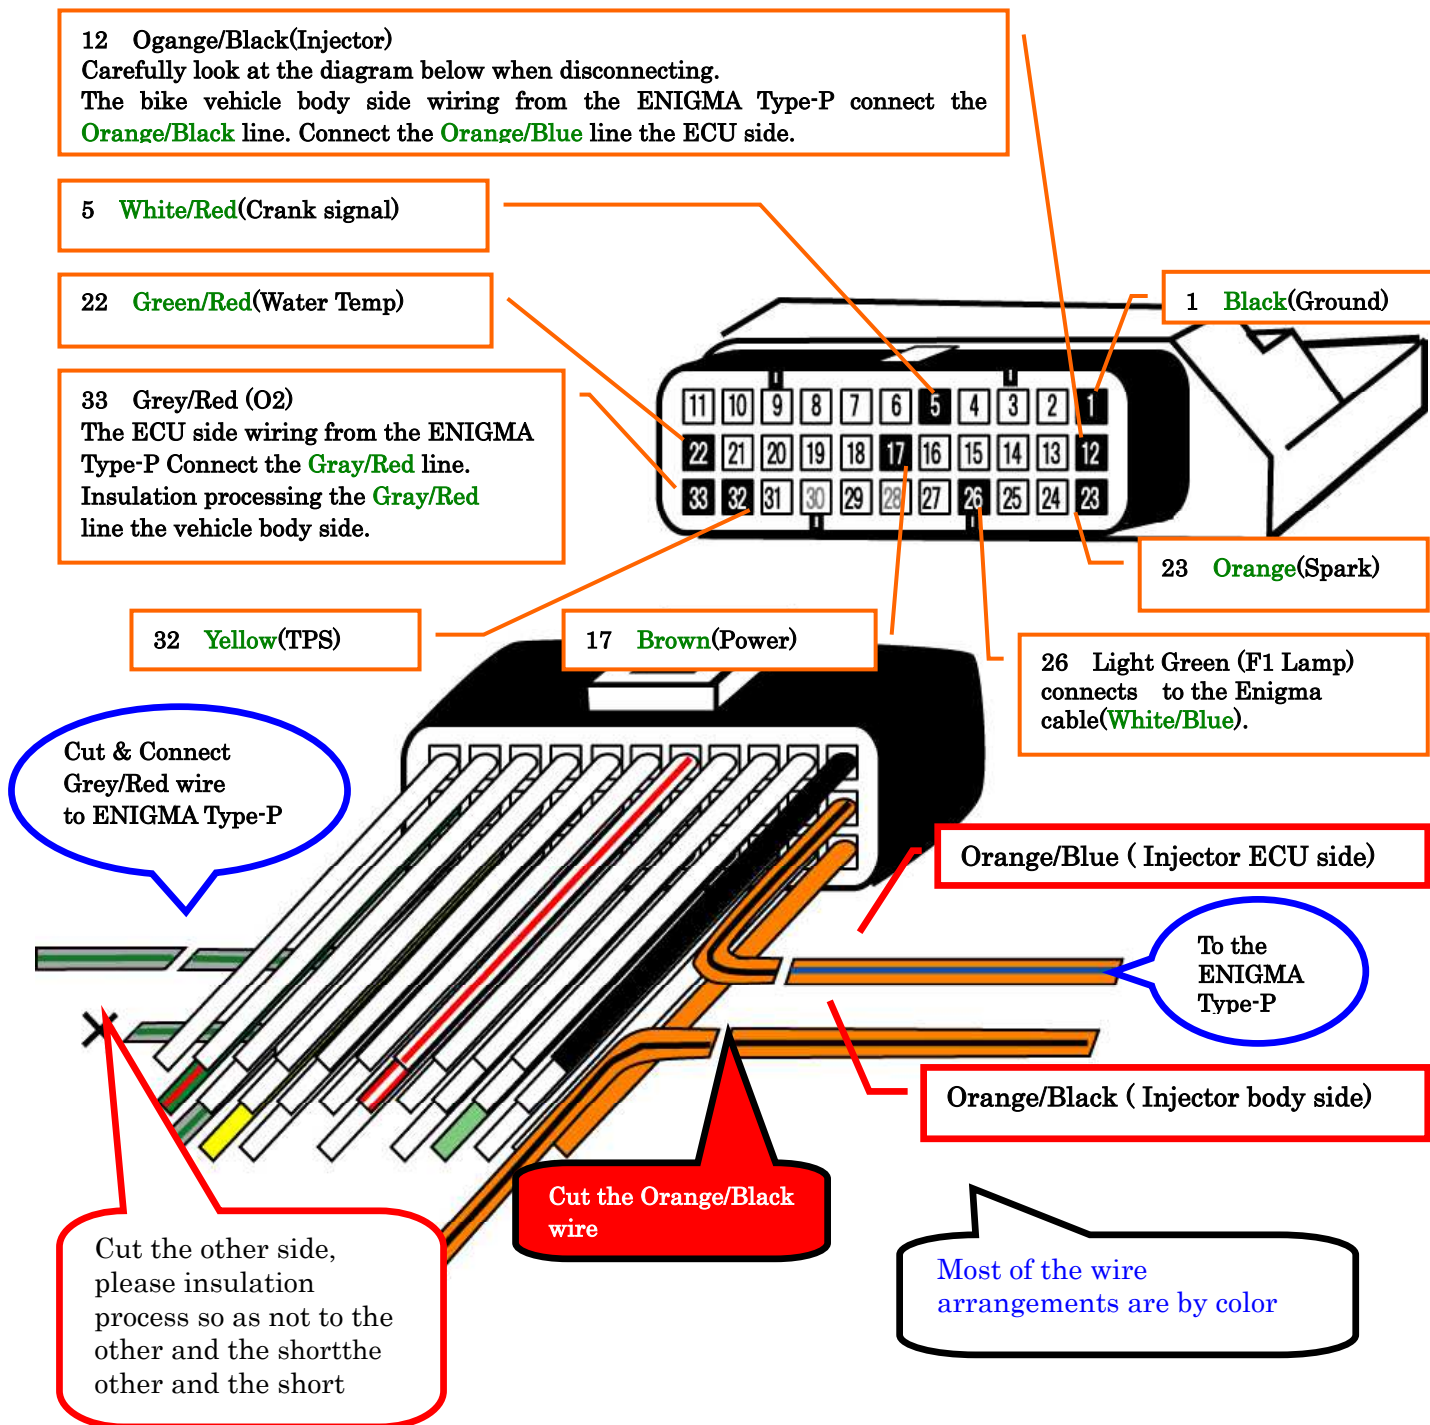 12 Ogange/Black(Injector)
Carefully look at the diagram below when disconnecting.
The bike vehicle body side wiring from the ENIGMA Type-P connect the
Orange/Black line. Connect the Orange/Blue line the ECU side.
5 White/Red(Crank signal)
22 Green/Red(Water Temp)
1 Black(Ground)
33 Grey/Red (O2)
The ECU side wiring from the ENIGMA
Type-P Connect the Gray/Red line.
Insulation processing the Gray/Red
line the vehicle body side.
11 10 9 8 7 6 5 4 3 2 1
22 21 20 19 18 17 16 15 14 13 12
33 32 31 30 29 28 27 26 25 24 23
23 Orange(Spark)
32 Yellow(TPS)
17 Brown(Power)
26 Light Green (F1 Lamp)
connects to the Enigma
cable(White/Blue).
Cut & Connect
Grey/Red wire
to ENIGMA Type-P
Orange/Blue ( Injector ECU side)
To the
ENIGMA
Type-P
Orange/Black ( Injector body side)
Cut the Orange/Black
wire
Cut the other side,
please insulation
process so as not to the
other and the shortthe
other and the short
Most of the wire
arrangements are by color